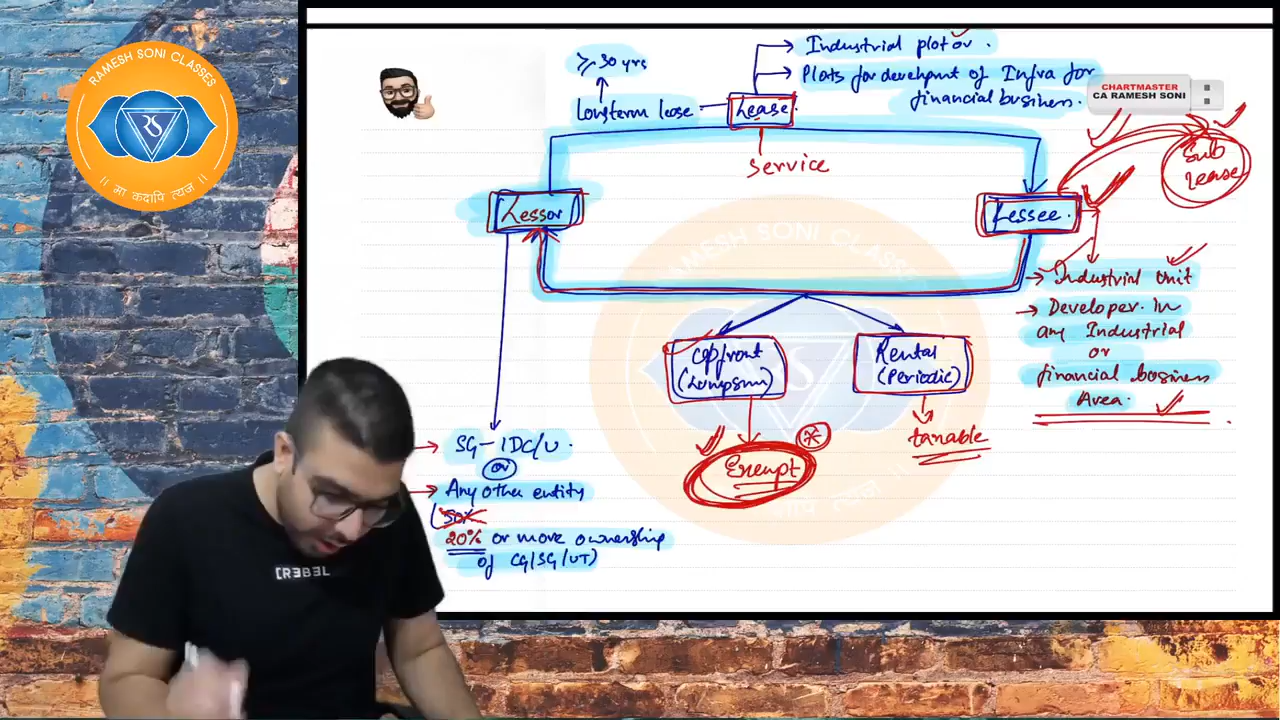 RAMESH SONI CLASSES
RS
।। मा कदापि त्यज ।।
CHARTMASTER
CA RAMESH SONI
→ Industrial plot or.
→ Plots for develpmt of Infra for
financial business.
≥ 30 yrs
Longterm lease
Lease
service
Lessor
Lessee.
Sub
Lease
→ Industrial Unit
→ Developer in
any Industrial
or
financial business
Area.
Upfront
(Lumpsum)
Rental
(Periodic)
Exempt
*
taxable
→ SG-IDC/U.
or
→ Any other entity
50%
20% or more ownership
of CG/SG/UT)
RAMESH SONI CLASSES
CREBEL